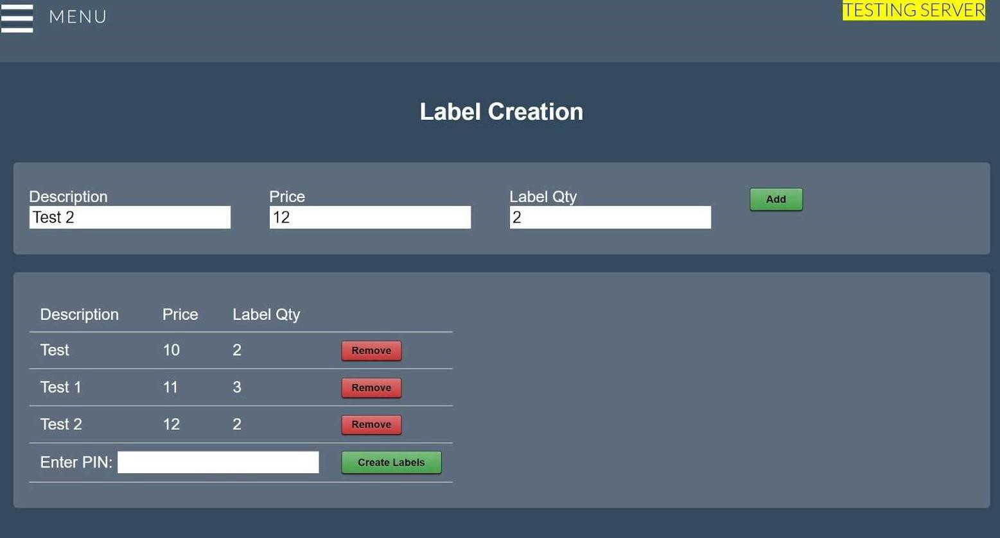 MENU
TESTING SERVER
Label Creation
Description Price Label Qty
Test 2 12 2 Add
Description Price Label Qty
Test 10 2 Remove
Test 1 11 3 Remove
Test 2 12 2 Remove
Enter PIN: Create Labels